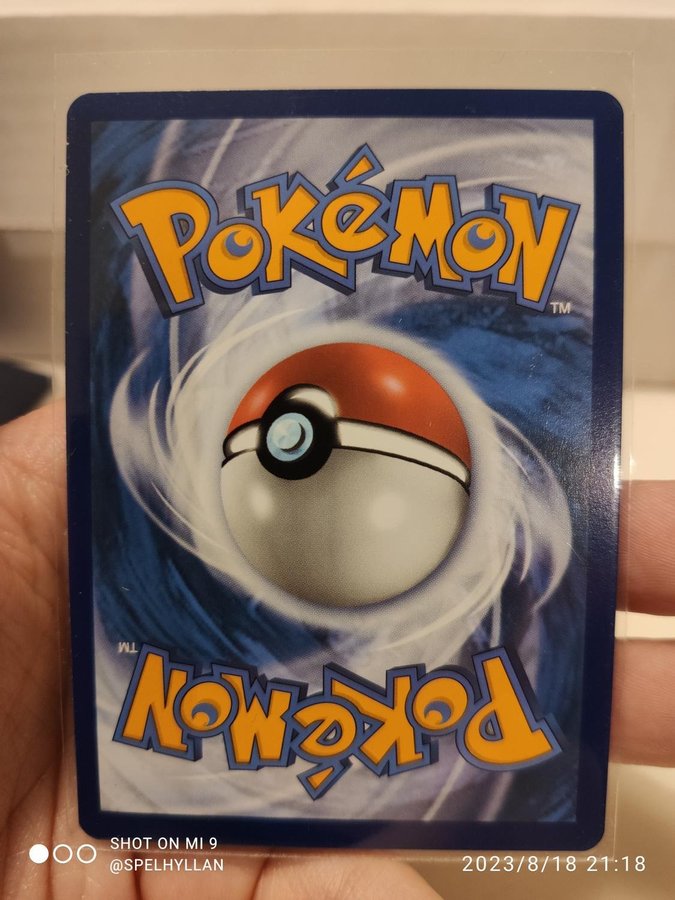 POKéMON
TM
TM
POKéMON
SHOT ON MI 9
@SPELHYLLAN
2023/8/18 21:18